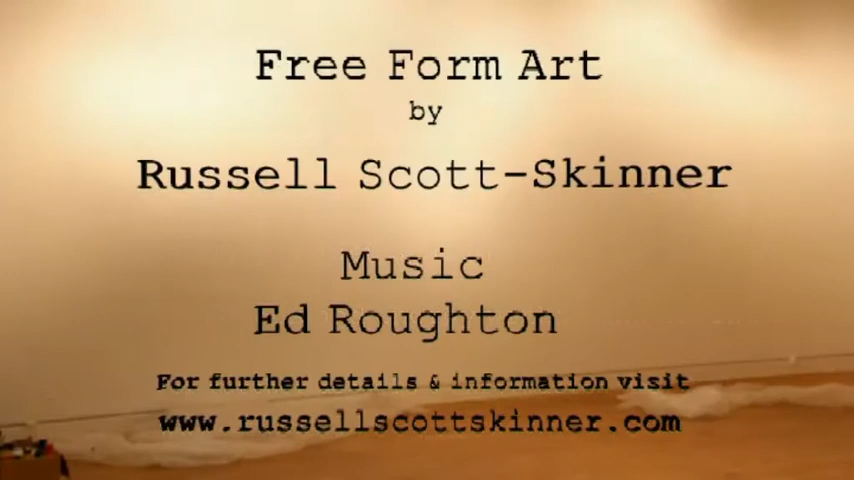 Free Form Art
by
Russell Scott-Skinner
Music
Ed Roughton
For further details & information visit
www.russellscottskinner.com